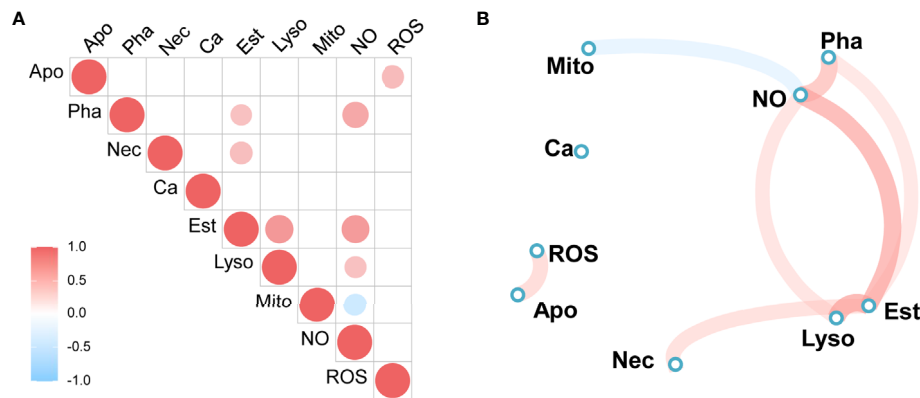 A
Apo Pha Nec Ca Est Lyso Mito NO ROS
Apo
Pha
Nec
Ca
Est
Lyso
Mito
NO
ROS
1.0
0.5
0.0
-0.5
-1.0
B
Pha
Mito
NO
Ca
ROS
Apo
Est
Lyso
Nec